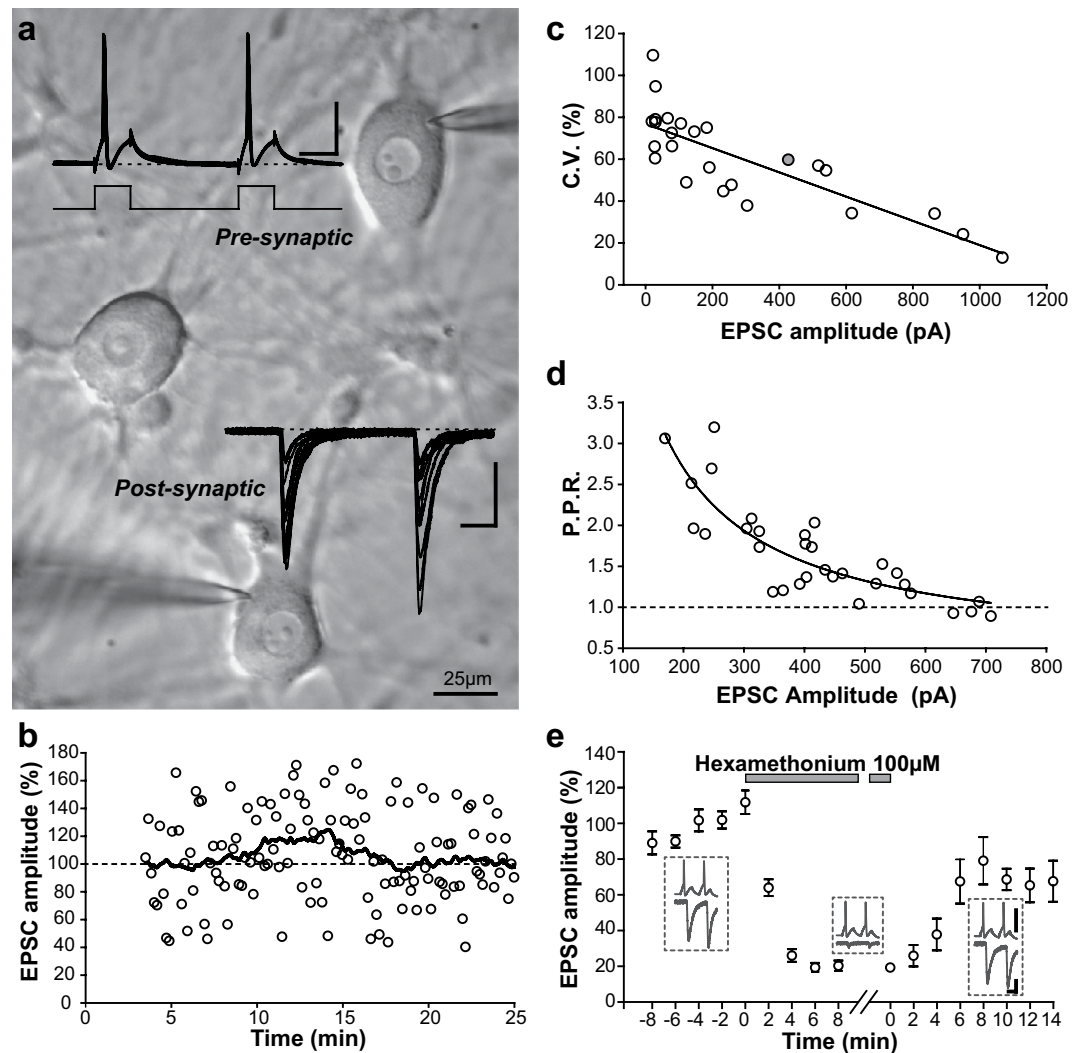 a
Pre-synaptic
Post-synaptic
25µm
b
EPSC amplitude (%)
180
160
140
120
100
80
60
40
20
0
0 5 10 15 20 25
Time (min)
c
C.V. (%)
120
100
80
60
40
20
0
0 200 400 600 800 1000 1200
EPSC amplitude (pA)
d
P.P.R.
3.5
3.0
2.5
2.0
1.5
1.0
0.5
100 200 300 400 500 600 700 800
EPSC Amplitude (pA)
e
EPSC amplitude (%)
140
120
100
80
60
40
20
0
Hexamethonium 100µM
-8 -6 -4 -2 0 2 4 6 8 0 2 4 6 8 10 12 14
Time (min)